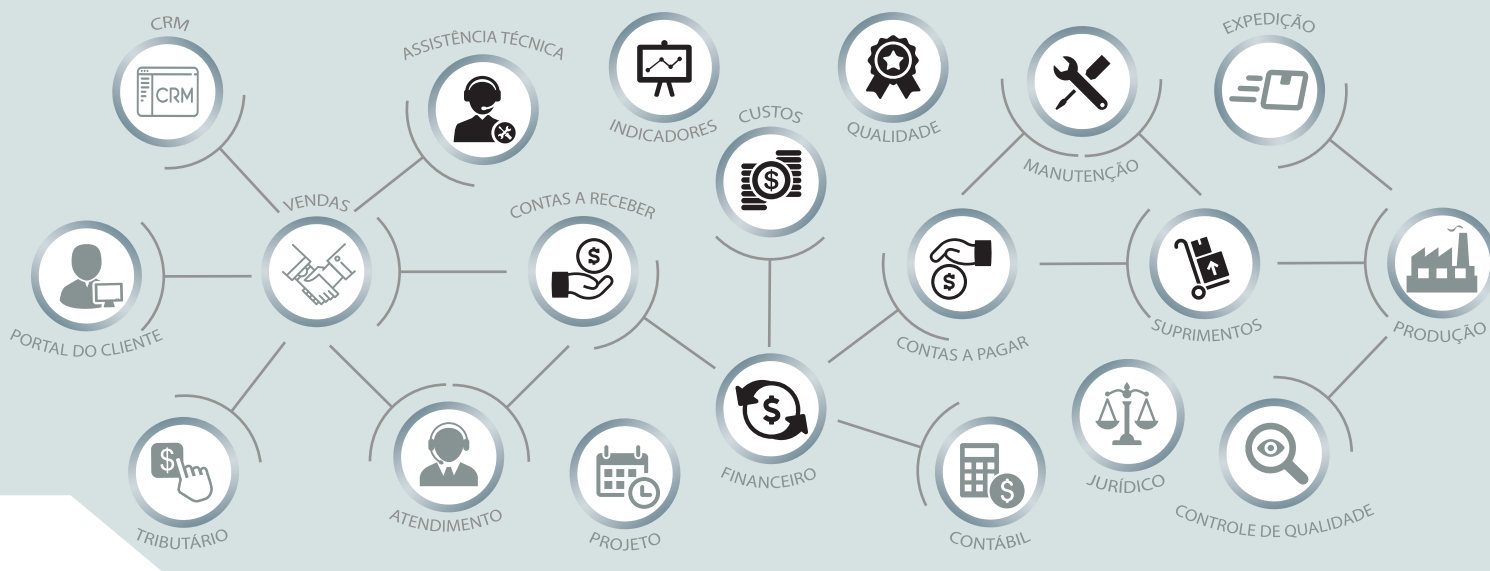 CRM
ASSISTÊNCIA TÉCNICA
EXPEDIÇÃO
CRM
INDICADORES
CUSTOS
QUALIDADE
MANUTENÇÃO
$
VENDAS
CONTAS A RECEBER
$
$
PORTAL DO CLIENTE
CONTAS A PAGAR
SUPRIMENTOS
PRODUÇÃO
$
$
FINANCEIRO
JURÍDICO
$
TRIBUTÁRIO
ATENDIMENTO
PROJETO
CONTÁBIL
CONTROLE DE QUALIDADE